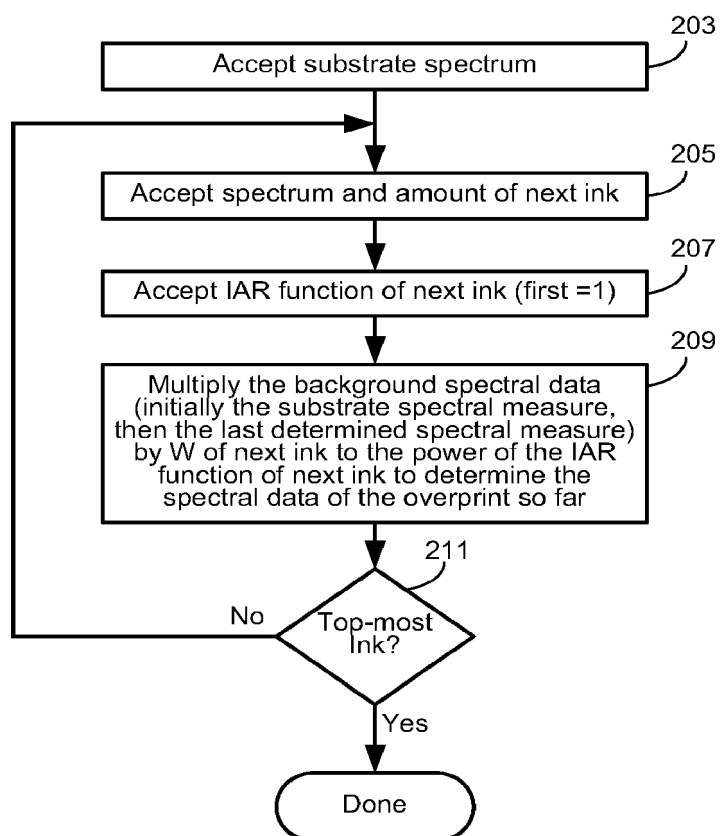 203
Accept substrate spectrum
205
Accept spectrum and amount of next ink
207
Accept IAR function of next ink (first =1)
209
Multiply the background spectral data
(initially the substrate spectral measure,
then the last determined spectral measure)
by W of next ink to the power of the IAR
function of next ink to determine the
spectral data of the overprint so far
211
No
Top-most
Ink?
Yes
Done